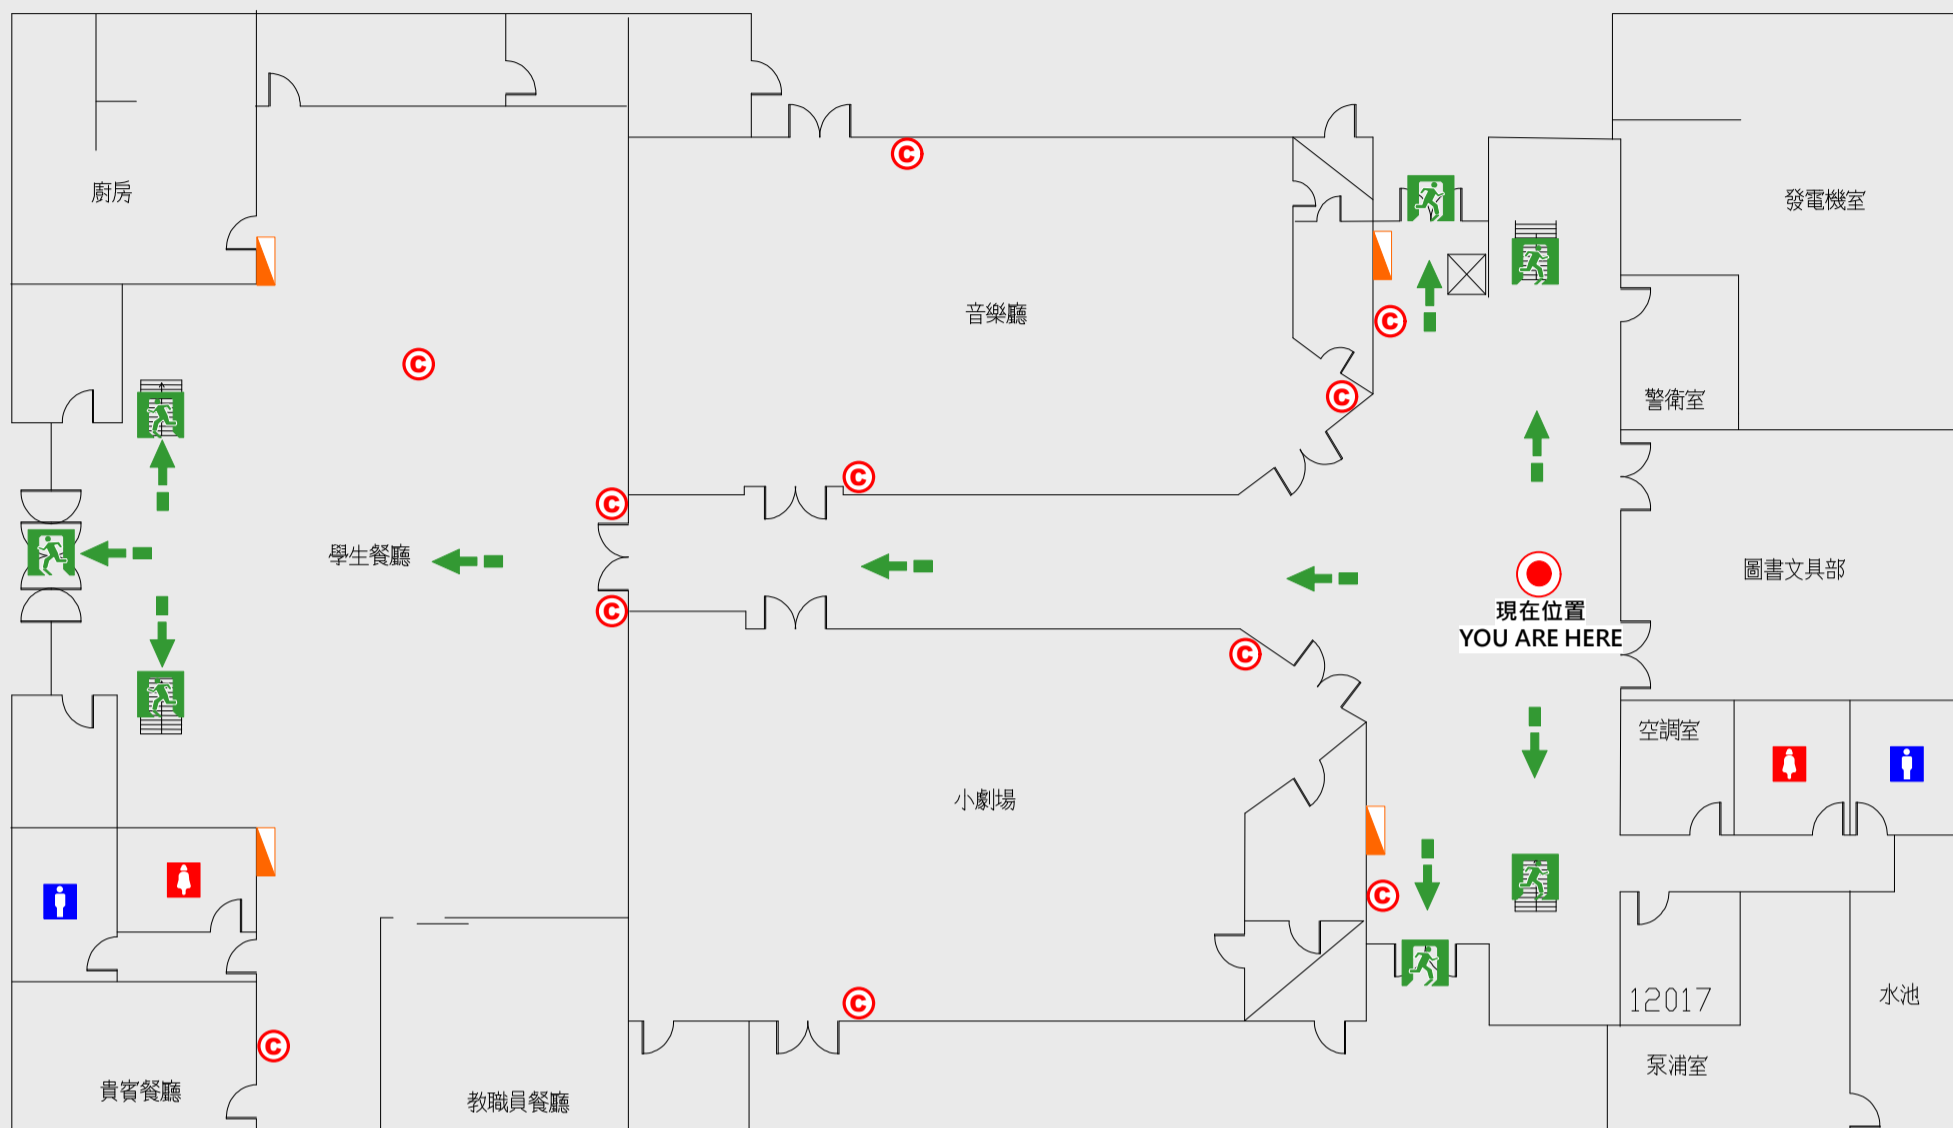 廚房
發電機室
音樂廳
警衛室
學生餐廳
圖書文具部
現在位置
YOU ARE HERE
空調室
小劇場
12017
水池
泵浦室
貴賓餐廳
教職員餐廳
C
C
C
C
C
C
C
C
C
C
C